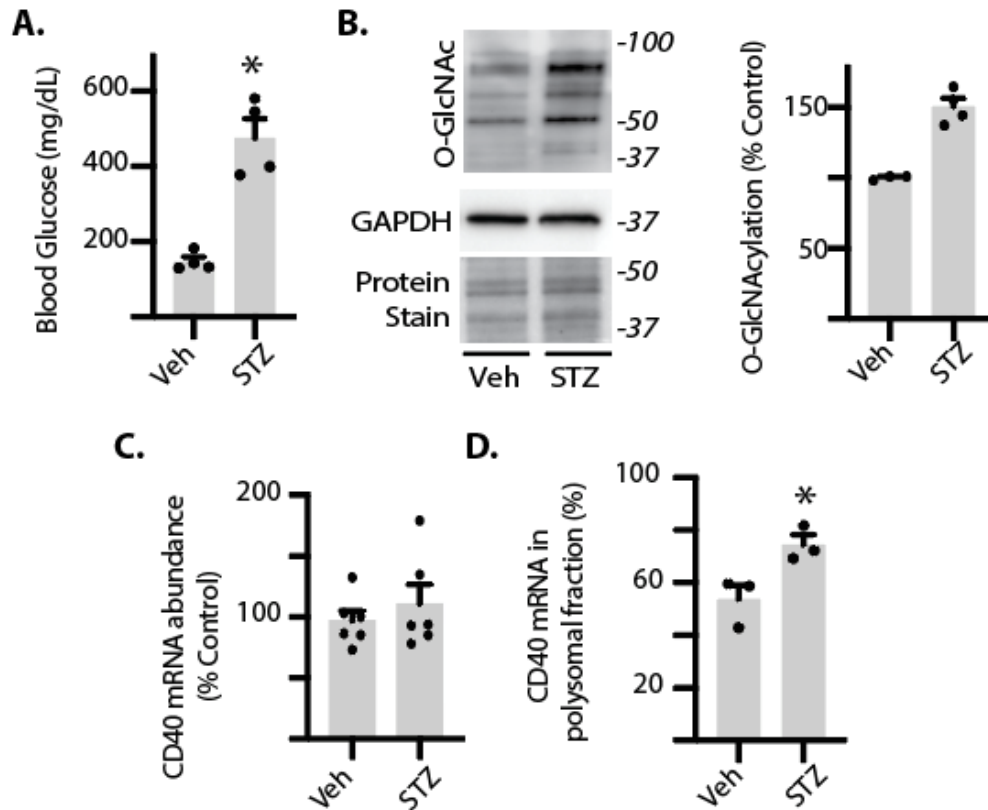 A.
Blood Glucose (mg/dL)
600
400
200
*
Veh
STZ
B.
O-GlcNAc
-100
-50
-37
GAPDH
-37
Protein
Stain
-50
-37
Veh
STZ
O-GlcNAcylation (% Control)
150
50
Veh
STZ
C.
CD40 mRNA abundance
(% Control)
200
100
Veh
STZ
D.
CD40 mRNA in
polysomal fraction (%)
100
60
20
*
Veh
STZ